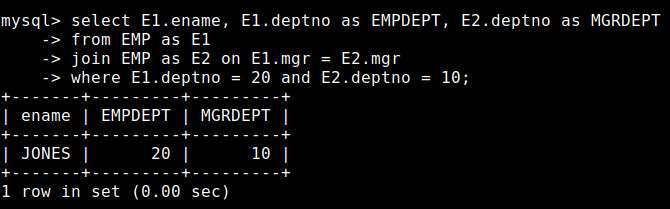 mysql> select E1.ename, E1.deptno as EMPDEPT, E2.deptno as MGRDEPT
    -> from EMP as E1
    -> join EMP as E2 on E1.mgr = E2.mgr
    -> where E1.deptno = 20 and E2.deptno = 10;
+-------+---------+---------+
| ename | EMPDEPT | MGRDEPT |
+-------+---------+---------+
| JONES |      20 |      10 |
+-------+---------+---------+
1 row in set (0.00 sec)